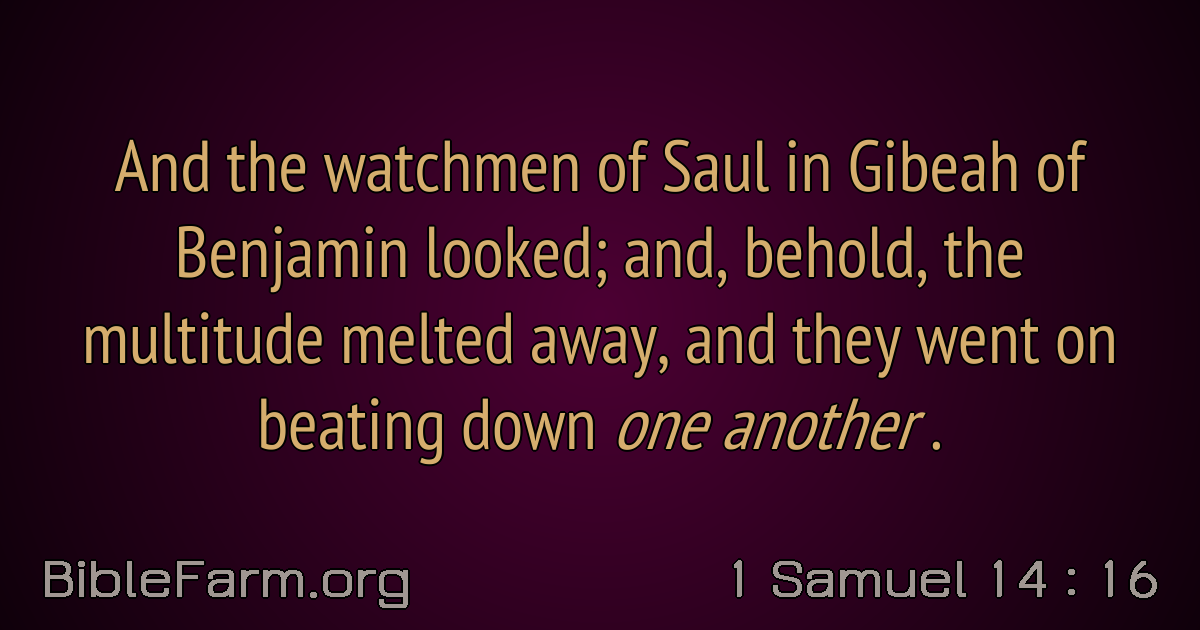 And the watchmen of Saul in Gibeah of
Benjamin looked; and, behold, the
multitude melted away, and they went on
beating down one another .
BibleFarm.org
1 Samuel 14 : 16